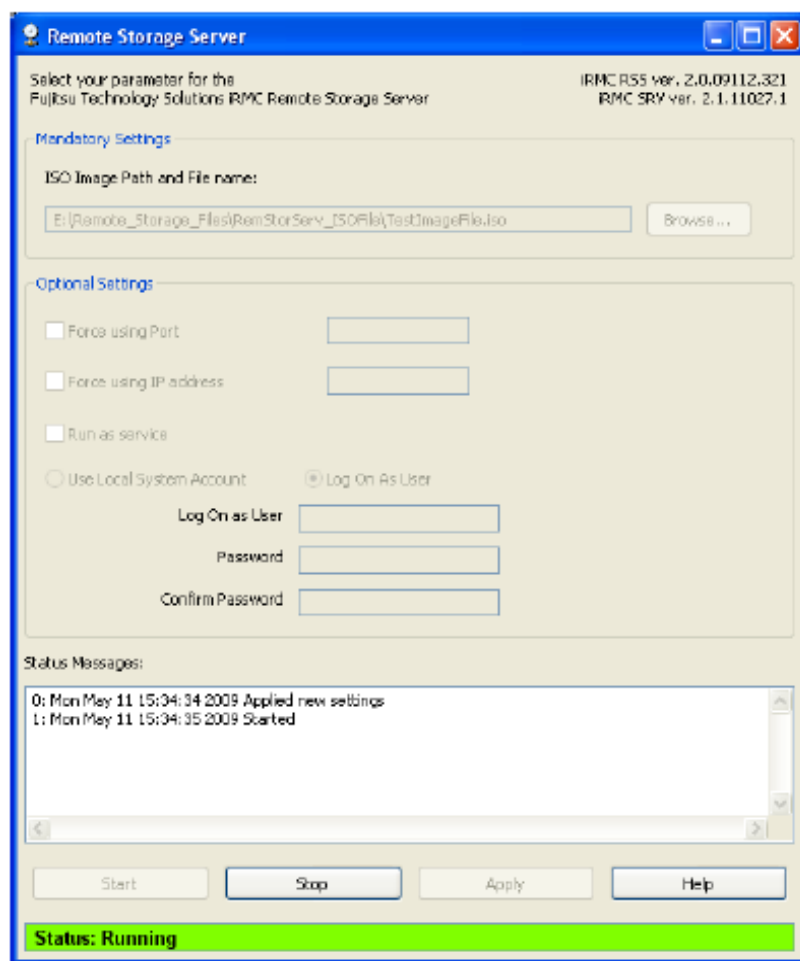 Remote Storage Server
Select your parameter for the
Fujitsu Technology Solutions iRMC Remote Storage Server
iRMC RSS ver. 2.0.09112.321
iRMC SRV ver. 2.1.11027.1
Mandatory Settings
ISO Image Path and File name:
E:\Remote_Storage_Files\RemStorServ_ISOFile\TestImageFile.iso
Browse...
Optional Settings
Force using Port
Force using IP address
Run as service
Use Local System Account
Log On As User
Log On as User
Password
Confirm Password
Status Messages:
0: Mon May 11 15:34:34 2009 Applied new settings
1: Mon May 11 15:34:35 2009 Started
Start
Stop
Apply
Help
Status: Running